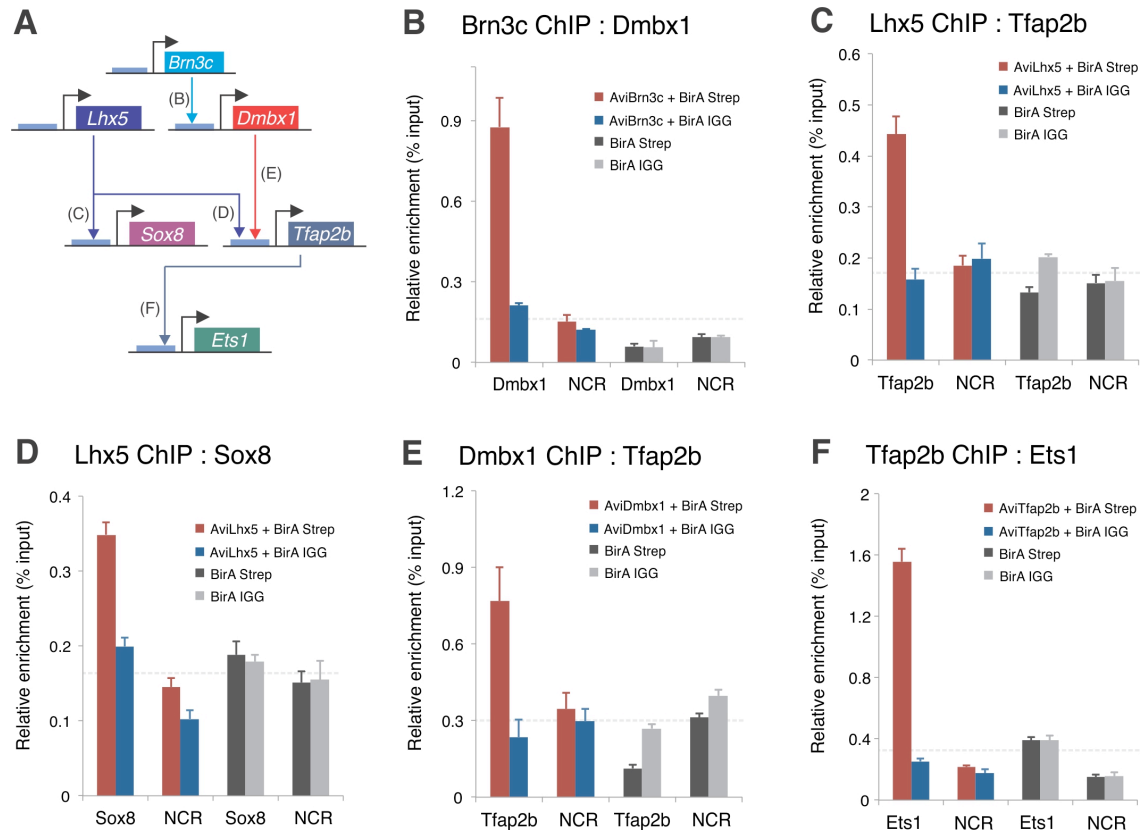 A
Brn3c
(B)
Lhx5
Dmbx1
(E)
(C)
(D)
Sox8
Tfap2b
(F)
Ets1
B
Brn3c ChIP : Dmbx1
Relative enrichment (% input)
0.9
0.3
0
AviBrn3c + BirA Strep
AviBrn3c + BirA IGG
BirA Strep
BirA IGG
Dmbx1 NCR Dmbx1 NCR
C
Lhx5 ChIP : Tfap2b
Relative enrichment (% input)
0.6
0.5
0.4
0.3
0.2
0.1
0
AviLhx5 + BirA Strep
AviLhx5 + BirA IGG
BirA Strep
BirA IGG
Tfap2b NCR Tfap2b NCR
D
Lhx5 ChIP : Sox8
Relative enrichment (% input)
0.4
0.3
0.2
0.1
0
AviLhx5 + BirA Strep
AviLhx5 + BirA IGG
BirA Strep
BirA IGG
Sox8 NCR Sox8 NCR
E
Dmbx1 ChIP : Tfap2b
Relative enrichment (% input)
1.2
0.9
0.6
0.3
0
AviDmbx1 + BirA Strep
AviDmbx1 + BirA IGG
BirA Strep
BirA IGG
Tfap2b NCR Tfap2b NCR
F
Tfap2b ChIP : Ets1
Relative enrichment (% input)
2
1.6
1.2
0.8
0.4
0
AviTfap2b + BirA Strep
AviTfap2b + BirA IGG
BirA Strep
BirA IGG
Ets1 NCR Ets1 NCR